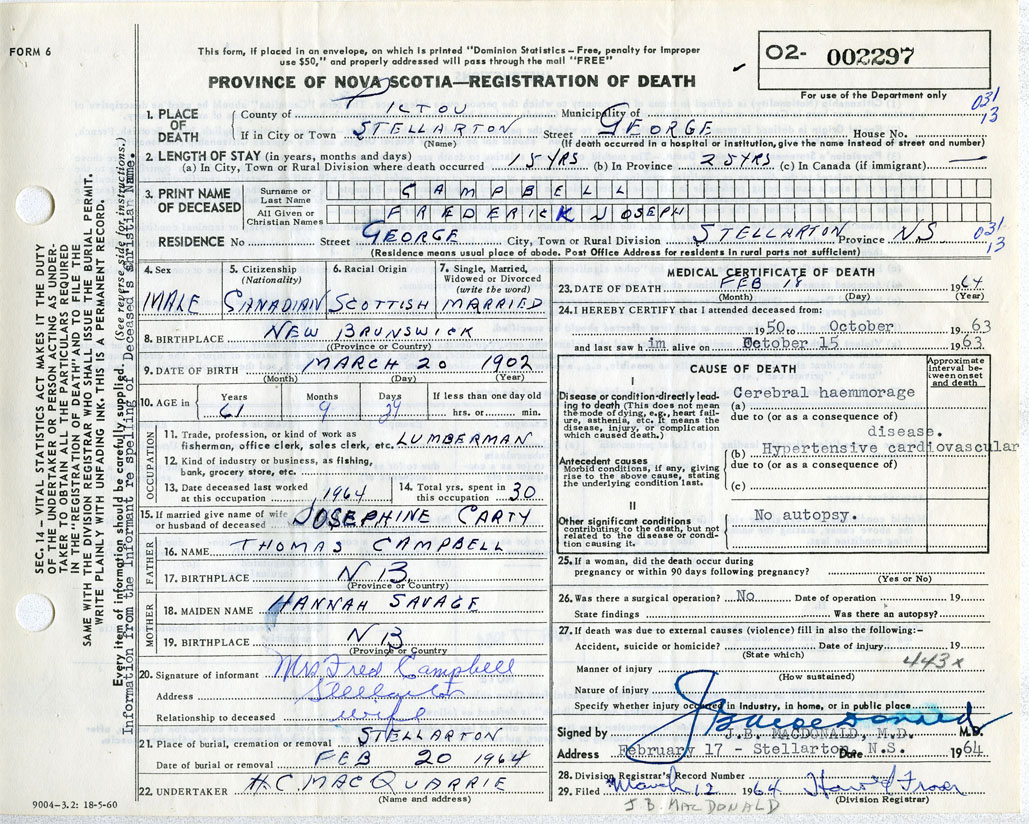 FORM 6
This form, if placed in an envelope, on which is printed "Dominion Statistics – Free, penalty for improper
use $50," and properly addressed will pass through the mail "FREE"
PROVINCE OF NOVA SCOTIA—REGISTRATION OF DEATH
O2- 002297
For use of the Department only
031
13
1. PLACE OF DEATH
County of PICTOU Municipality of
If in City or Town STELLARTON Street GEORGE House No.
(Name) (If death occurred in a hospital or institution, give the name instead of street and number)
2. LENGTH OF STAY (in years, months and days)
(a) In City, Town or Rural Division where death occurred 15 YRS (b) In Province 25 YRS (c) In Canada (if immigrant) —
3. PRINT NAME OF DECEASED
Surname or Last Name CAMPBELL
All Given or Christian Names FREDERICK JOSEPH
RESIDENCE No Street GEORGE City, Town or Rural Division STELLARTON Province N.S.
031
13
(Residence means usual place of abode. Post Office Address for residents in rural parts not sufficient)
4. Sex
MALE
5. Citizenship (Nationality)
CANADIAN
6. Racial Origin
SCOTTISH
7. Single, Married, Widowed or Divorced (write the word)
MARRIED
8. BIRTHPLACE NEW BRUNSWICK
(Province or Country)
9. DATE OF BIRTH MARCH 20 1902
(Month) (Day) (Year)
10. AGE in Years Months Days If less than one day old
61 9 hrs. or min.
OCCUPATION
11. Trade, profession, or kind of work as
fisherman, office clerk, sales clerk, etc. LUMBERMAN
12. Kind of industry or business, as fishing,
bank, grocery store, etc.
13. Date deceased last worked at this occupation 1964
14. Total yrs. spent in this occupation 30
15. If married give name of wife
or husband of deceased JOSEPHINE CARTY
FATHER
16. NAME THOMAS CAMPBELL
17. BIRTHPLACE N B.
(Province or Country)
MOTHER
18. MAIDEN NAME HANNAH SAVAGE
19. BIRTHPLACE N B
(Province or Country)
20. Signature of informant Mrs Fred Campbell
Address Stellarton
Relationship to deceased wife
21. Place of burial, cremation or removal STELLARTON
Date of burial or removal FEB 20 1964
22. UNDERTAKER H.C. MACQUARRIE
(Name and address)
9004–3.2: 18-5-60
MEDICAL CERTIFICATE OF DEATH
23. DATE OF DEATH FEB 18 1964
(Month) (Day) (Year)
24. I HEREBY CERTIFY that I attended deceased from:
1950 to October 1963
and last saw him alive on October 15 1963
CAUSE OF DEATH
Approximate interval between onset and death
I
Disease or condition directly leading to death (This does not mean the mode of dying, e.g., heart failure, asthenia, etc. It means the disease, injury, or complication which caused death.)
Cerebral haemmorage
(a)
due to (or as a consequence of)
disease.
(b) Hypertensive cardiovascular
Antecedent causes
Morbid conditions, if any, giving rise to the above cause, stating the underlying condition last.
due to (or as a consequence of)
(c)
II
Other significant conditions
contributing to the death, but not related to the disease or condition causing it.
No autopsy.
25. If a woman, did the death occur during
pregnancy or within 90 days following pregnancy?
(Yes or No)
26. Was there a surgical operation? No Date of operation 19
State findings Was there an autopsy?
27. If death was due to external causes (violence) fill in also the following:–
Accident, suicide or homicide? Date of injury 19
(State which)
443x
Manner of injury
(How sustained)
Nature of injury
Specify whether injury occurred in industry, in home, or in public place
Signed by J.B. MACDONALD, M.D. M.D.
Address February 17 - Stellarton, N.S. Date 1964
28. Division Registrar's Record Number
29. Filed March 12 1964
(Division Registrar)
J B MACDONALD
SEC. 14 – VITAL STATISTICS ACT MAKES IT THE DUTY
OF THE UNDERTAKER OR PERSON ACTING AS UNDERTAKER
TO OBTAIN ALL THE PARTICULARS REQUIRED
IN THE "REGISTRATION OF DEATH" AND TO FILE THE
SAME WITH THE DIVISION REGISTRAR WHO SHALL ISSUE THE BURIAL PERMIT.
WRITE PLAINLY WITH UNFADING INK. THIS IS A PERMANENT RECORD.
Every item of information should be carefully supplied. (See reverse side for instructions.)
Information from the Informant re spelling of Deceased's Christian Name.